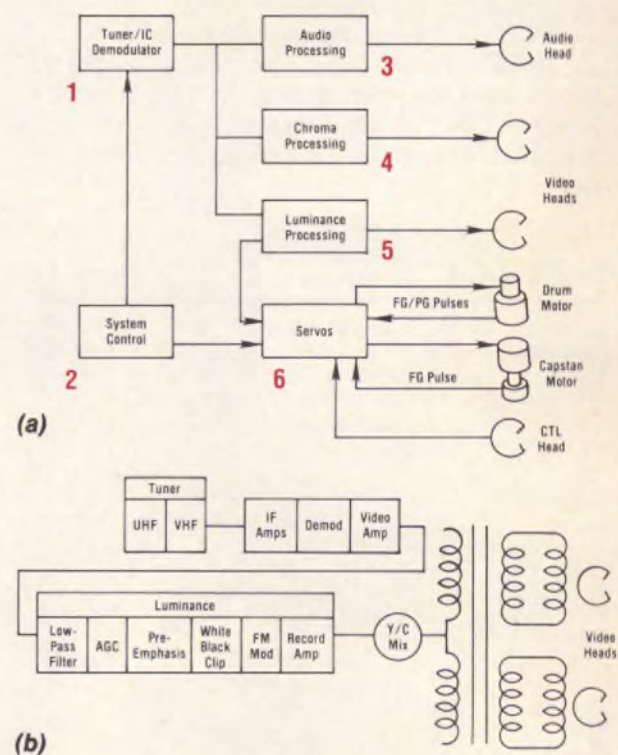 Tuner/IC
Demodulator
1
Audio
Processing
3
Audio
Head
Chroma
Processing
4
Luminance
Processing
5
Video
Heads
System
Control
2
Servos
6
FG/PG Pulses
Drum
Motor
FG Pulse
Capstan
Motor
CTL
Head
(a)
Tuner
UHF
VHF
IF
Amps
Demod
Video
Amp
Luminance
Low-
Pass
Filter
AGC
Pre-
Emphasis
White
Black
Clip
FM
Mod
Record
Amp
Y/C
Mix
Video
Heads
(b)